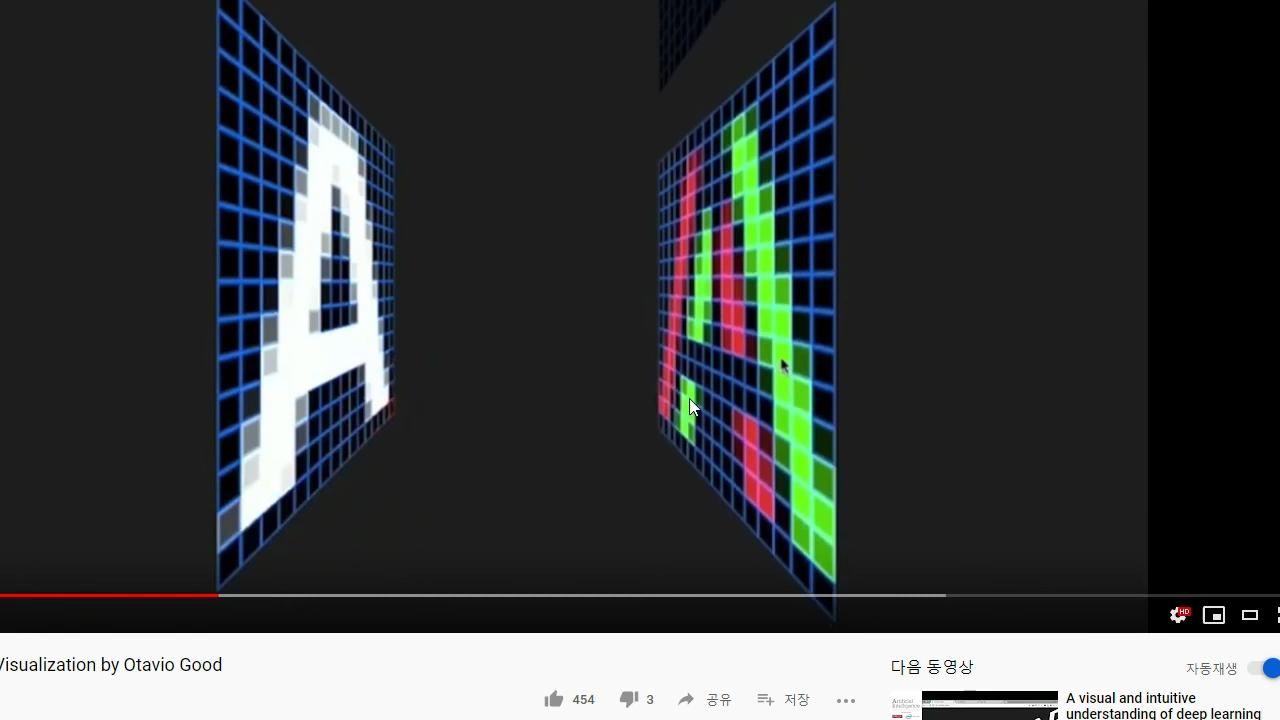 A
HD
Visualization by Otavio Good
454
3
공유
저장
다음 동영상
자동재생
A visual and intuitive
understanding of deep learning